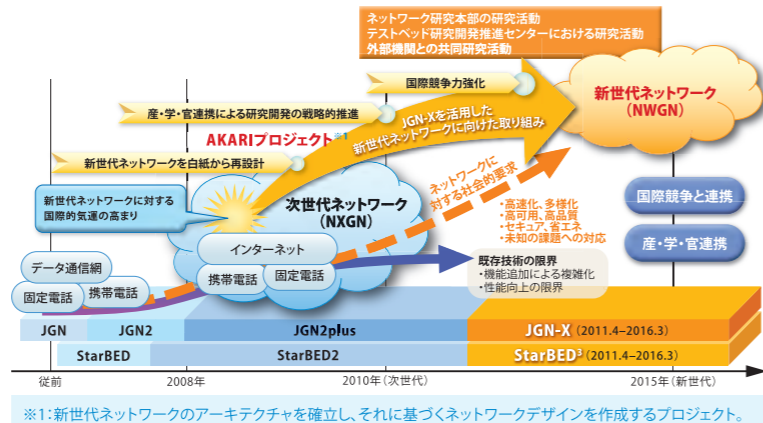 ネットワーク研究本部の研究活動
テストベッド研究開発推進センターにおける研究活動
外部機関との共同研究活動
国際競争力強化
新世代ネットワーク
(NWGN)
産・学・官連携による研究開発の戦略的推進
JGN-Xを活用した
新世代ネットワークに向けた取り組み
AKARIプロジェクト※1
新世代ネットワークを白紙から再設計
ネットワークに
対する社会的要求
新世代ネットワークに対する
国際的気運の高まり
次世代ネットワーク
(NXGN)
・高速化、多様化
・高可用、高品質
・セキュア、省エネ
・未知の課題への対応
国際競争と連携
産・学・官連携
インターネット
携帯電話
固定電話
データ通信網
固定電話
携帯電話
既存技術の限界
・機能追加による複雑化
・性能向上の限界
JGN
JGN2
JGN2plus
JGN-X(2011.4–2016.3)
StarBED
StarBED2
StarBED³(2011.4–2016.3)
従前
2008年
2010年(次世代)
2015年(新世代)
※1:新世代ネットワークのアーキテクチャを確立し、それに基づくネットワークデザインを作成するプロジェクト。